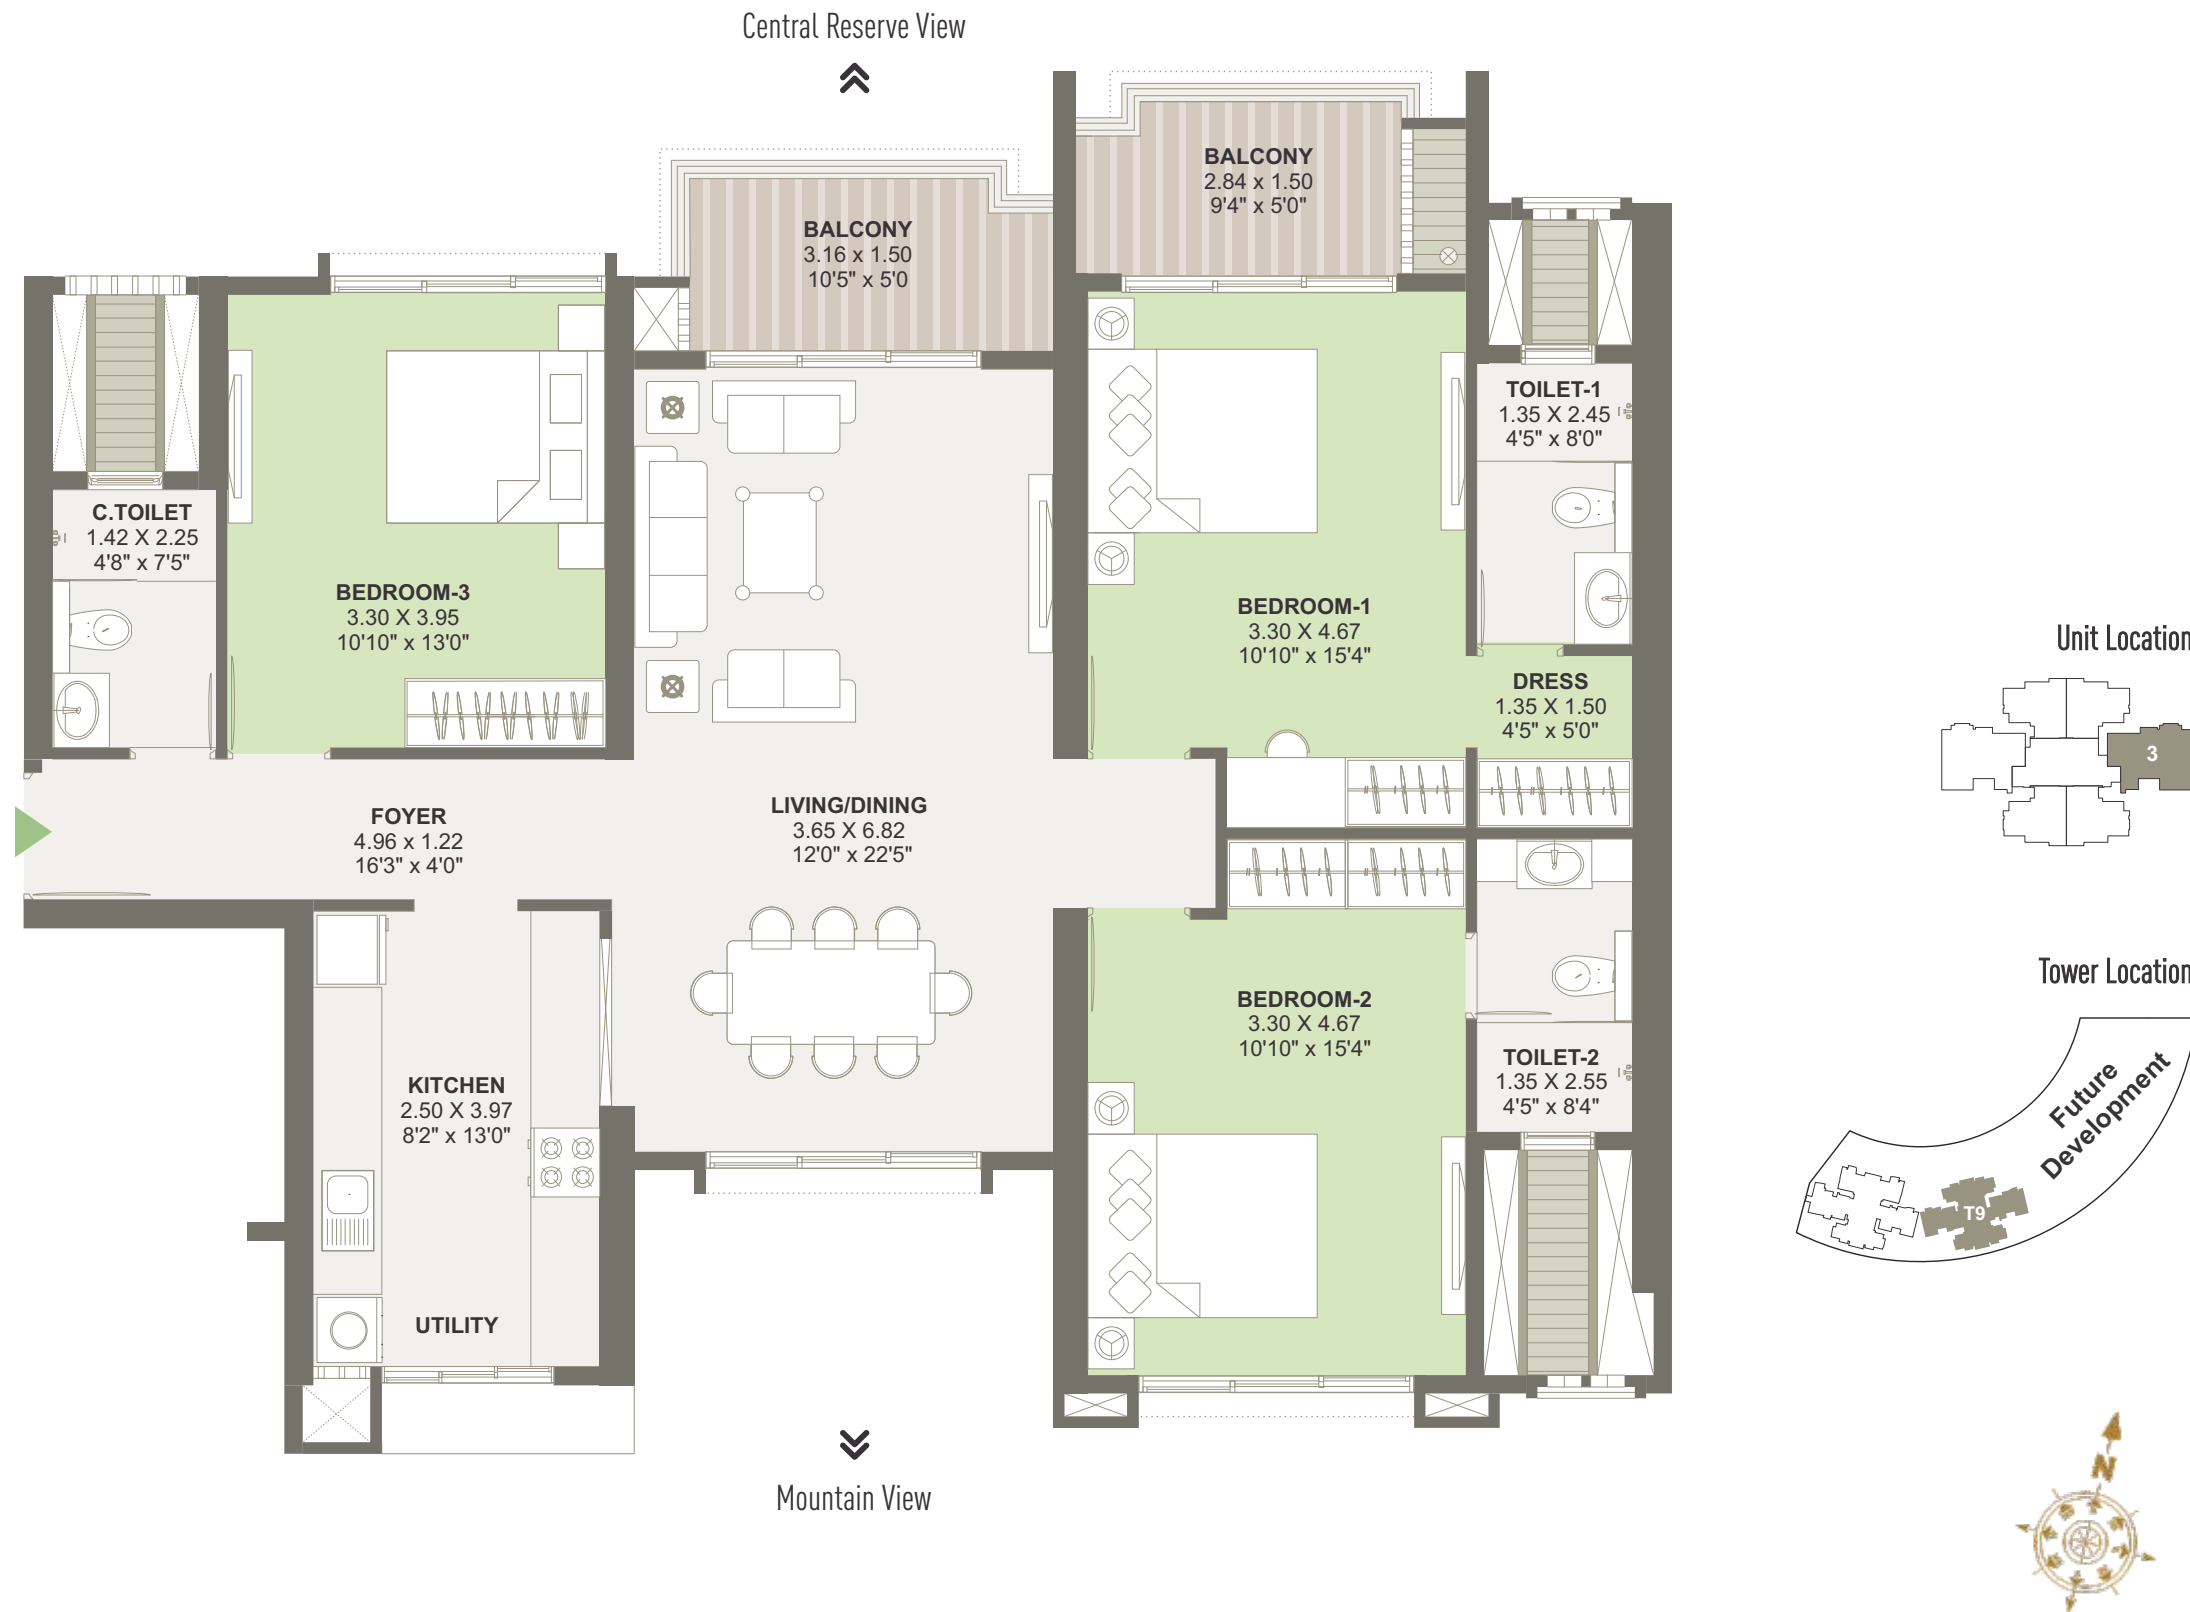 Central Reserve View
BALCONY
2.84 x 1.50
9'4" x 5'0"
BALCONY
3.16 x 1.50
10'5" x 5'0
TOILET-1
1.35 X 2.45
4'5" x 8'0"
C.TOILET
1.42 X 2.25
4'8" x 7'5"
BEDROOM-3
3.30 X 3.95
10'10" x 13'0"
BEDROOM-1
3.30 X 4.67
10'10" x 15'4"
DRESS
1.35 X 1.50
4'5" x 5'0"
FOYER
4.96 x 1.22
16'3" x 4'0"
LIVING/DINING
3.65 X 6.82
12'0" x 22'5"
BEDROOM-2
3.30 X 4.67
10'10" x 15'4"
TOILET-2
1.35 X 2.55
4'5" x 8'4"
KITCHEN
2.50 X 3.97
8'2" x 13'0"
UTILITY
Mountain View
Unit Location
3
Tower Location
Future
Development
T9
N